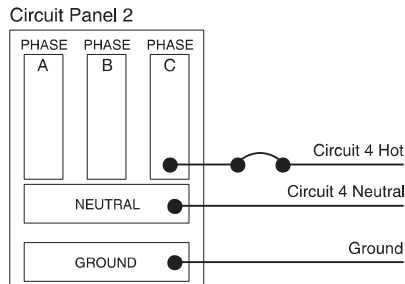 Circuit Panel 2
PHASE PHASE PHASE
A B C
Circuit 4 Hot
Circuit 4 Neutral
NEUTRAL
Ground
GROUND